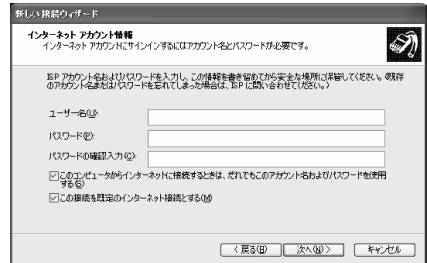 新しい接続ウィザード
インターネット アカウント情報
インターネット アカウントにサインインするにはアカウント名とパスワードが必要です。
ISP アカウント名およびパスワードを入力し、この情報を書き留めてから安全な場所に保管してください。(既存
のアカウント名またはパスワードを忘れてしまった場合は、ISP に問い合わせてください。)
ユーザー名(U):
パスワード(P):
パスワードの確認入力(C):
このコンピュータからインターネットに接続するときは、だれでもこのアカウント名およびパスワードを使用
する(S)
この接続を既定のインターネット接続とする(M)
< 戻る(B)
次へ(N) >
キャンセル